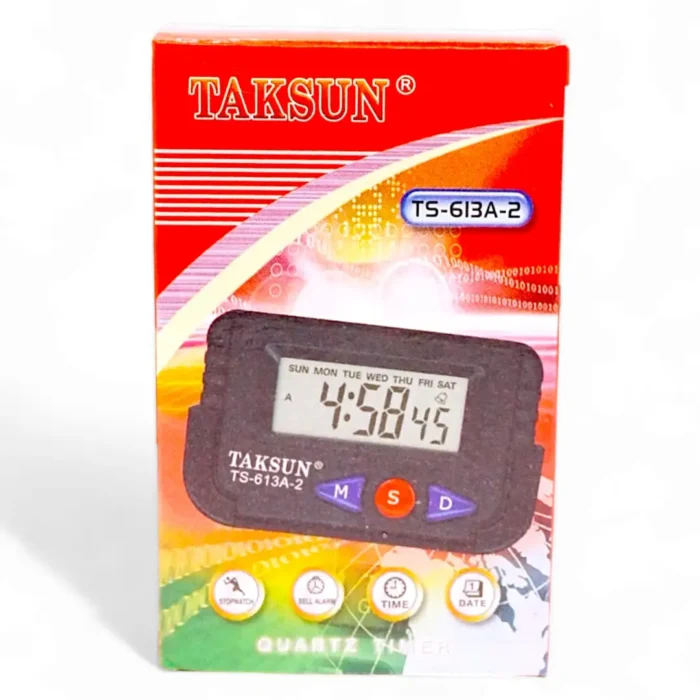 TAKSUN®
TS-613A-2
SUN MON TUE WED THU FRI SAT
A 4:58 45
TAKSUN®
TS-613A-2
M S D
STOPWATCH
BELL ALARM
TIME
DATE
QUARTZ TIMER